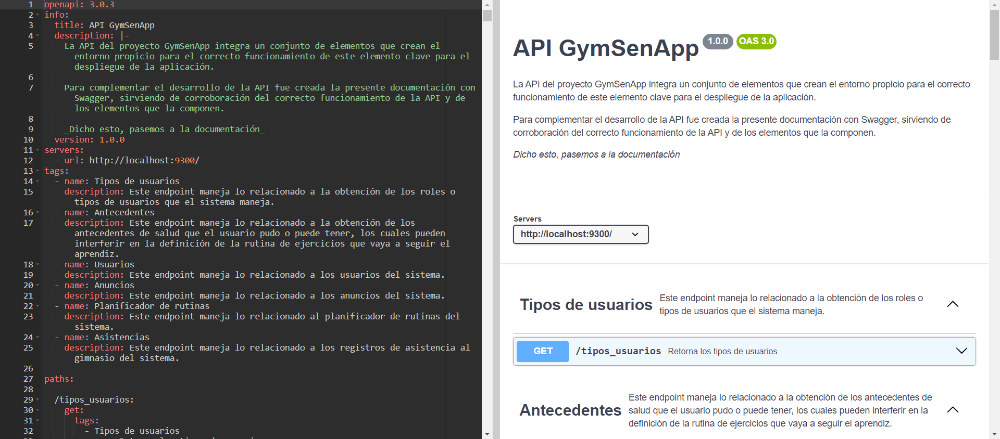 1 openapi: 3.0.3
2 info:
3 title: API GymSenApp
4 description: |-
5 La API del proyecto GymSenApp integra un conjunto de elementos que crean el
entorno propicio para el correcto funcionamiento de este elemento clave para el
despliegue de la aplicación.
6
7 Para complementar el desarrollo de la API fue creada la presente documentación con
Swagger, sirviendo de corroboración del correcto funcionamiento de la API y de
los elementos que la componen.
8
9 _Dicho esto, pasemos a la documentación_
10 version: 1.0.0
11 servers:
12 - url: http://localhost:9300/
13 tags:
14 - name: Tipos de usuarios
15 description: Este endpoint maneja lo relacionado a la obtención de los roles o
tipos de usuarios que el sistema maneja.
16 - name: Antecedentes
17 description: Este endpoint maneja lo relacionado a la obtención de los
antecedentes de salud que el usuario pudo o puede tener, los cuales pueden
interferir en la definición de la rutina de ejercicios que vaya a seguir el
aprendiz.
18 - name: Usuarios
19 description: Este endpoint maneja lo relacionado a los usuarios del sistema.
20 - name: Anuncios
21 description: Este endpoint maneja lo relacionado a los anuncios del sistema.
22 - name: Planificador de rutinas
23 description: Este endpoint maneja lo relacionado al planificador de rutinas del
sistema.
24 - name: Asistencias
25 description: Este endpoint maneja lo relacionado a los registros de asistencia al
gimnasio del sistema.
26
27 paths:
28
29 /tipos_usuarios:
30 get:
31 tags:
32 - Tipos de usuarios
API GymSenApp 1.0.0 OAS 3.0
La API del proyecto GymSenApp integra un conjunto de elementos que crean el entorno propicio para el correcto
funcionamiento de este elemento clave para el despliegue de la aplicación.
Para complementar el desarrollo de la API fue creada la presente documentación con Swagger, sirviendo de
corroboración del correcto funcionamiento de la API y de los elementos que la componen.
Dicho esto, pasemos a la documentación
Servers
http://localhost:9300/
Tipos de usuarios
Este endpoint maneja lo relacionado a la obtención de los roles o
tipos de usuarios que el sistema maneja.
GET /tipos_usuarios Retorna los tipos de usuarios
Antecedentes
Este endpoint maneja lo relacionado a la obtención de los antecedentes de
salud que el usuario pudo o puede tener, los cuales pueden interferir en la
definición de la rutina de ejercicios que vaya a seguir el aprendiz.